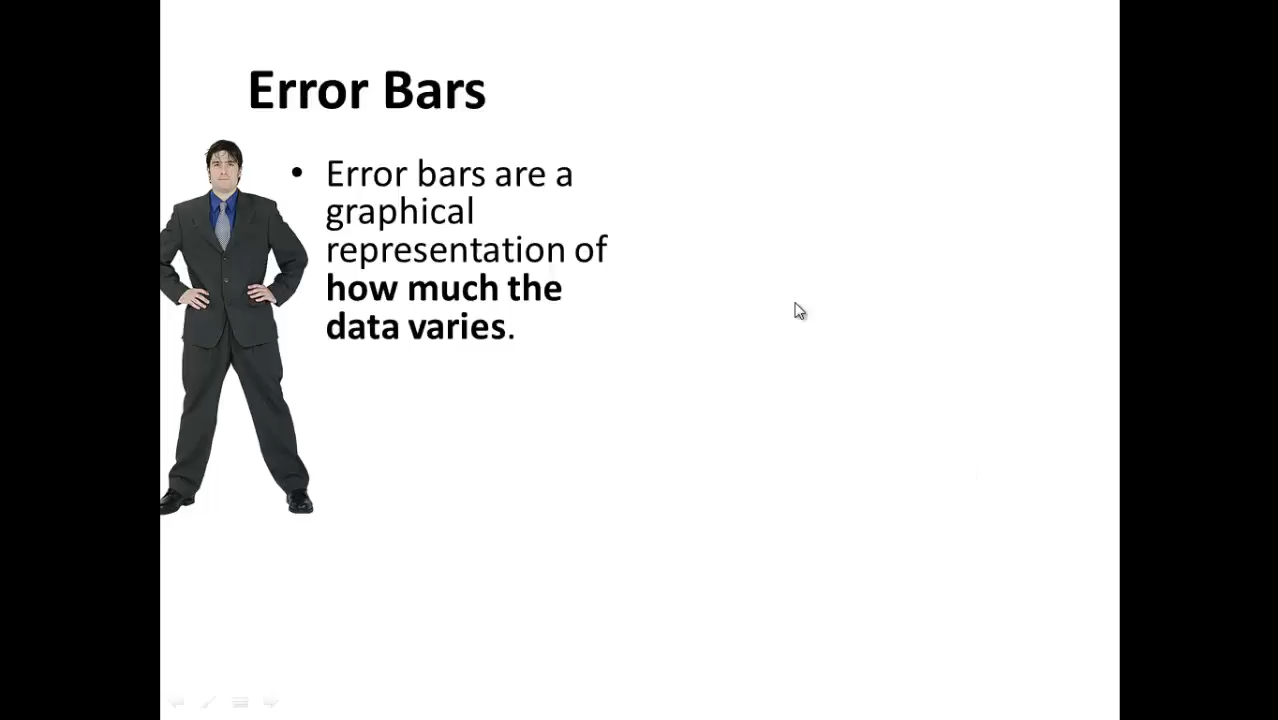 Error Bars
• Error bars are a
graphical
representation of
how much the
data varies.